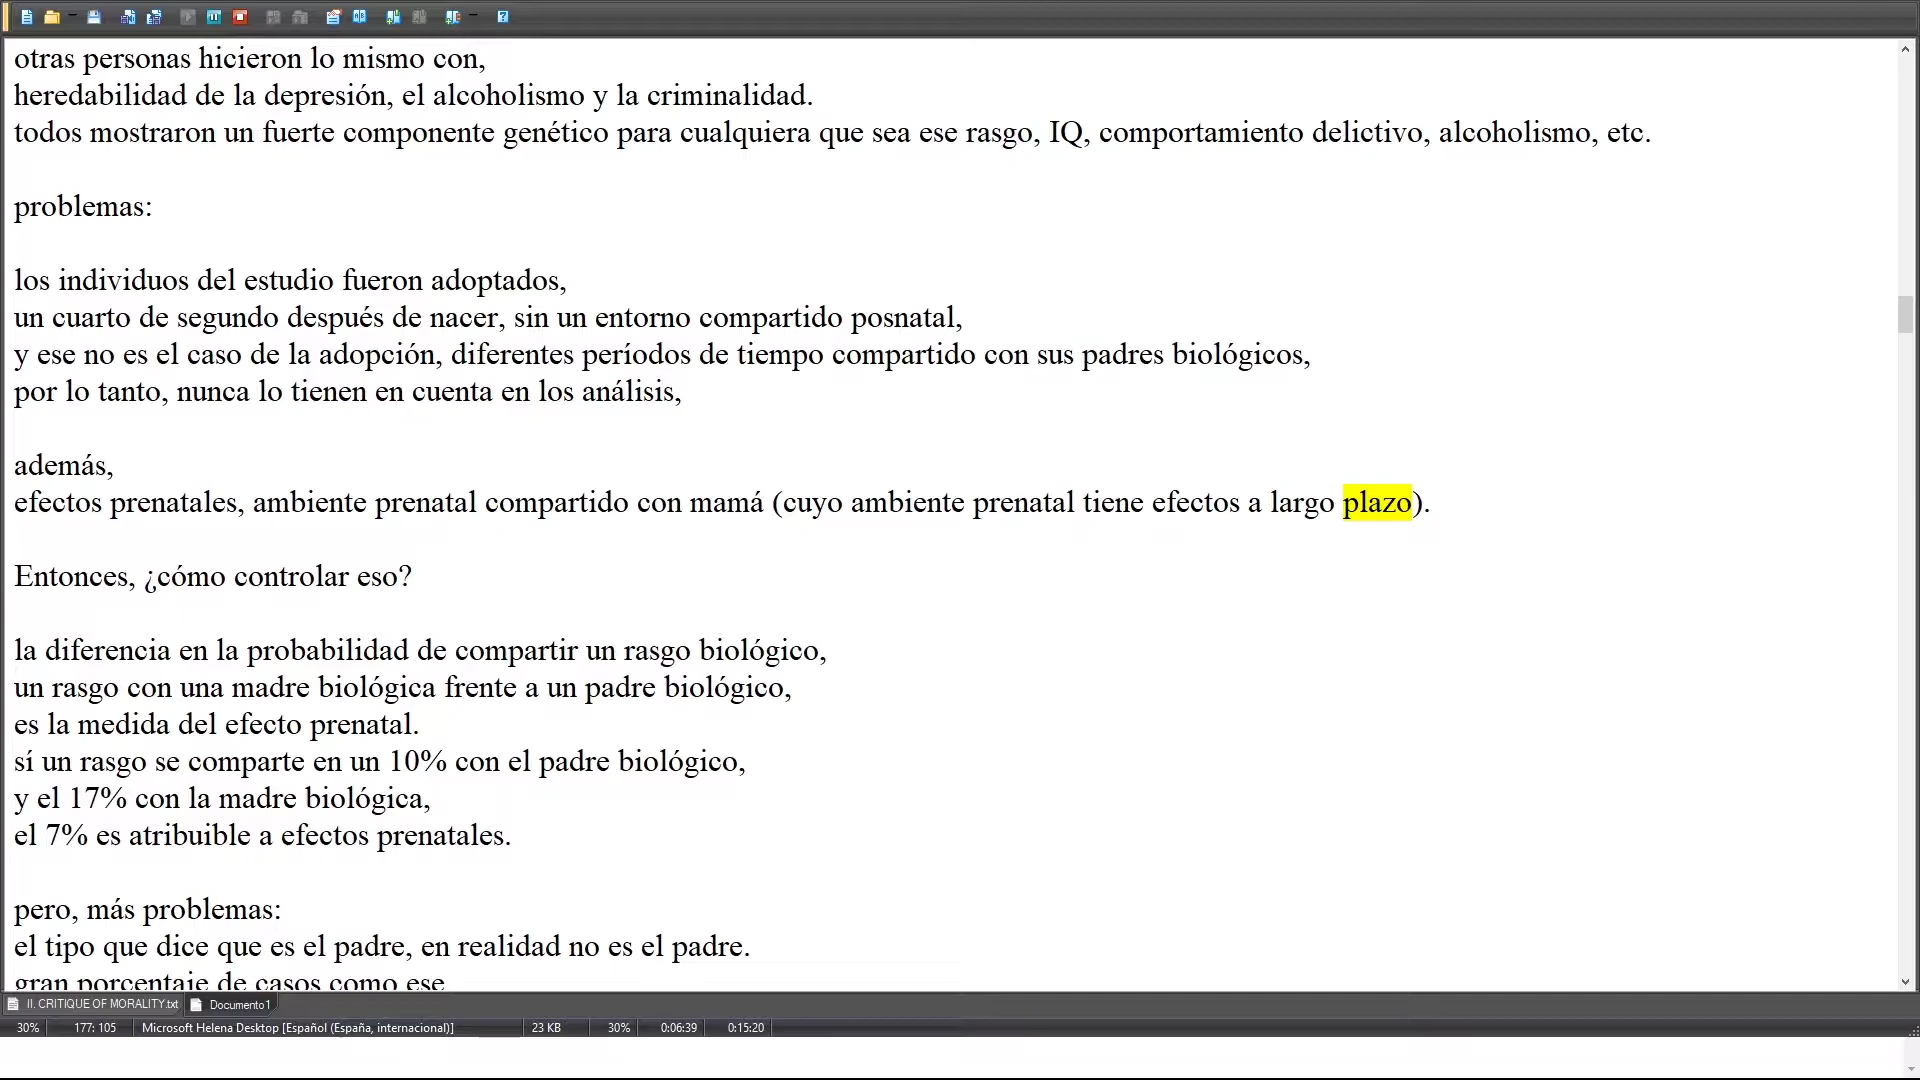 otras personas hicieron lo mismo con,
heredabilidad de la depresión, el alcoholismo y la criminalidad.
todos mostraron un fuerte componente genético para cualquiera que sea ese rasgo, IQ, comportamiento delictivo, alcoholismo, etc.
problemas:
los individuos del estudio fueron adoptados,
un cuarto de segundo después de nacer, sin un entorno compartido posnatal,
y ese no es el caso de la adopción, diferentes períodos de tiempo compartido con sus padres biológicos,
por lo tanto, nunca lo tienen en cuenta en los análisis,
además,
efectos prenatales, ambiente prenatal compartido con mamá (cuyo ambiente prenatal tiene efectos a largo plazo).
Entonces, ¿cómo controlar eso?
la diferencia en la probabilidad de compartir un rasgo biológico,
un rasgo con una madre biológica frente a un padre biológico,
es la medida del efecto prenatal.
sí un rasgo se comparte en un 10% con el padre biológico,
y el 17% con la madre biológica,
el 7% es atribuible a efectos prenatales.
pero, más problemas:
el tipo que dice que es el padre, en realidad no es el padre.
gran porcentaje de casos como ese
II. CRITIQUE OF MORALITY.txt Documento1
30% 177: 105 Microsoft Helena Desktop [Español (España, internacional)] 23 KB 30% 0:06:39 0:15:20